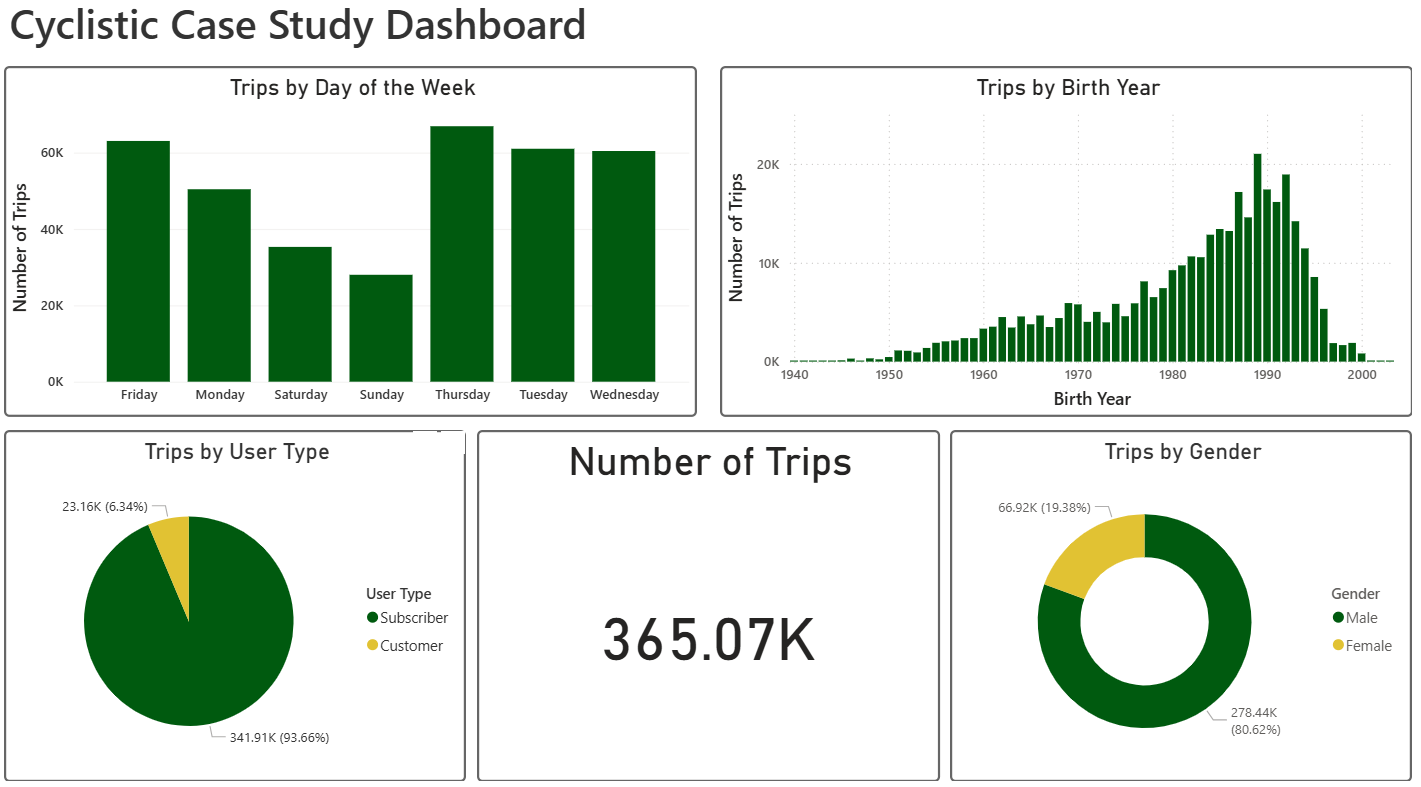 Cyclistic Case Study Dashboard
Trips by Day of the Week
Number of Trips
60K
40K
20K
0K
Friday Monday Saturday Sunday Thursday Tuesday Wednesday
Trips by Birth Year
Number of Trips
20K
10K
0K
1940 1950 1960 1970 1980 1990 2000
Birth Year
Trips by User Type
23.16K (6.34%)
341.91K (93.66%)
User Type
Subscriber
Customer
Number of Trips
365.07K
Trips by Gender
66.92K (19.38%)
278.44K
(80.62%)
Gender
Male
Female